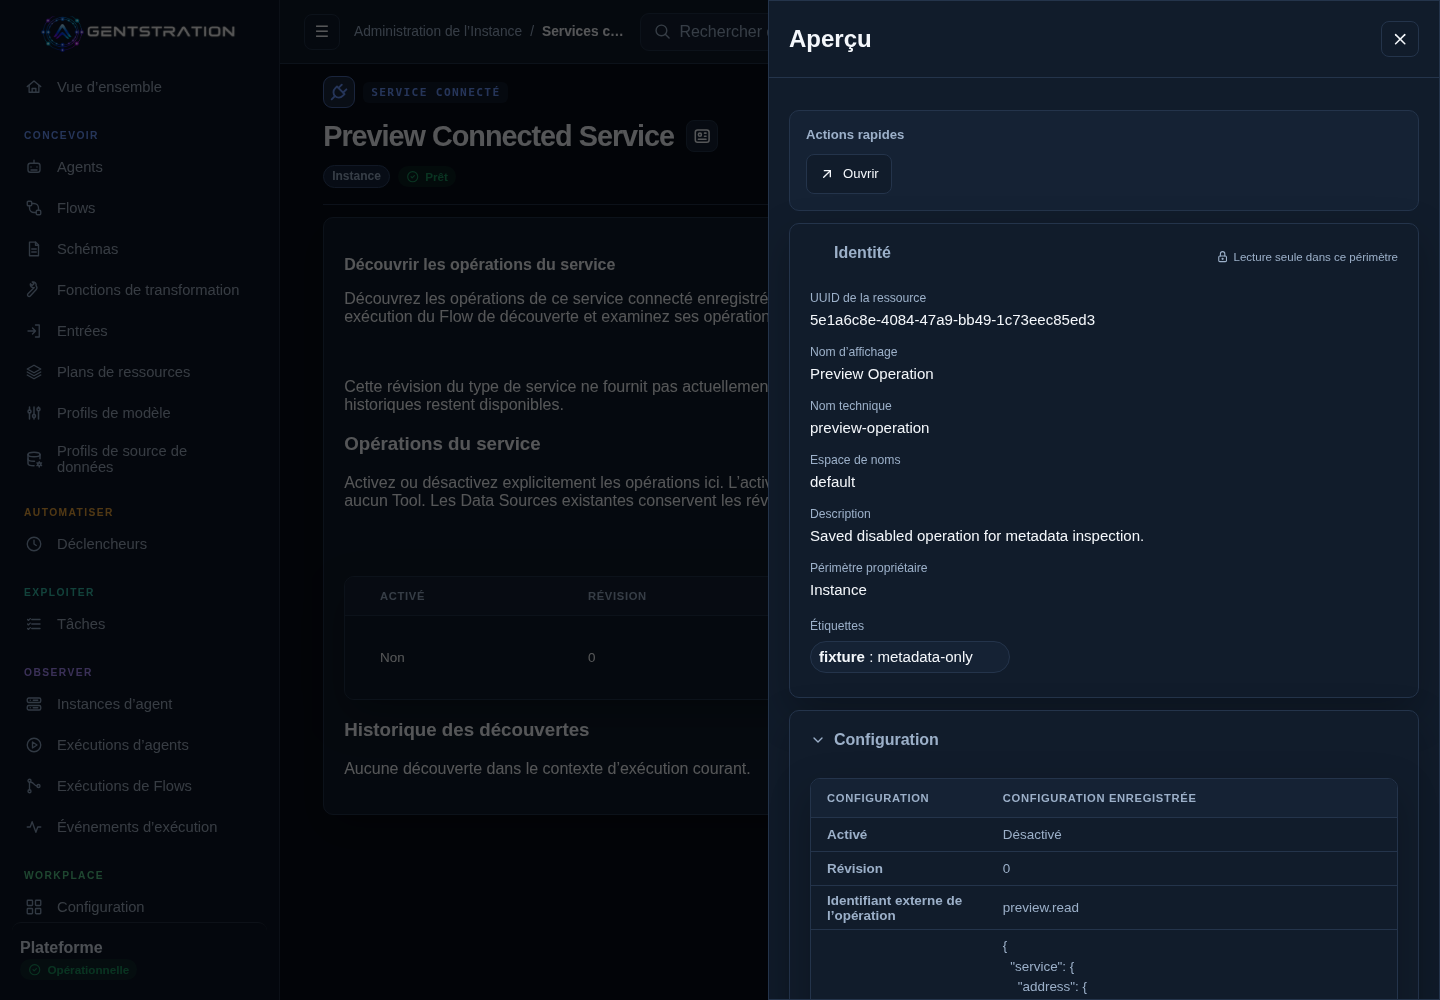 GENTSTRATION
Vue d’ensemble
CONCEVOIR
Agents
Flows
Schémas
Fonctions de transformation
Entrées
Plans de ressources
Profils de modèle
Profils de source de
données
AUTOMATISER
Déclencheurs
EXPLOITER
Tâches
OBSERVER
Instances d’agent
Exécutions d’agents
Exécutions de Flows
Événements d’exécution
WORKPLACE
Configuration
Plateforme
Opérationnelle
Administration de l’Instance / Services c...
Rechercher
SERVICE CONNECTÉ
Preview Connected Service
Instance
Prêt
Découvrir les opérations du service
Découvrez les opérations de ce service connecté enregistré
exécution du Flow de découverte et examinez ses opération
Cette révision du type de service ne fournit pas actuellemen
historiques restent disponibles.
Opérations du service
Activez ou désactivez explicitement les opérations ici. L’activ
aucun Tool. Les Data Sources existantes conservent les rév
ACTIVÉ RÉVISION
Non 0
Historique des découvertes
Aucune découverte dans le contexte d’exécution courant.
Aperçu
Actions rapides
Ouvrir
Identité
Lecture seule dans ce périmètre
UUID de la ressource
5e1a6c8e-4084-47a9-bb49-1c73eec85ed3
Nom d’affichage
Preview Operation
Nom technique
preview-operation
Espace de noms
default
Description
Saved disabled operation for metadata inspection.
Périmètre propriétaire
Instance
Étiquettes
fixture : metadata-only
Configuration
CONFIGURATION CONFIGURATION ENREGISTRÉE
Activé Désactivé
Révision 0
Identifiant externe de
l’opération
preview.read
{
"service": {
"address": {